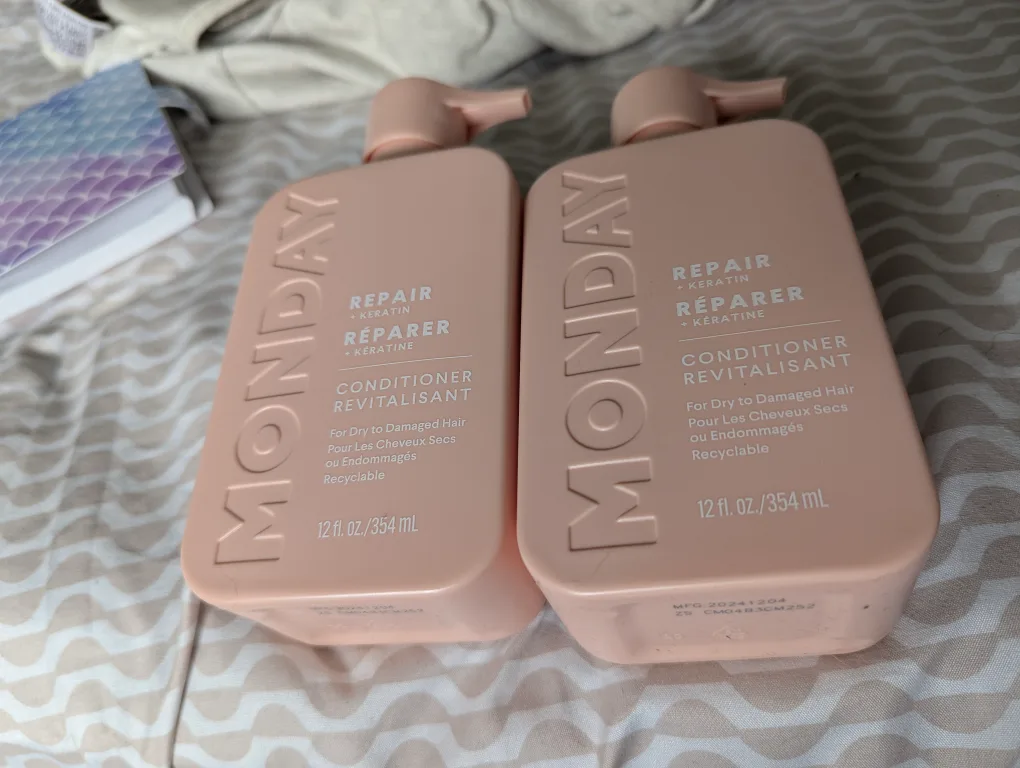 MONDAY
REPAIR
+ KERATIN
RÉPARER
+ KÉRATINE
CONDITIONER
REVITALISANT
For Dry to Damaged Hair
Pour Les Cheveux Secs
ou Endommagés
Recyclable
12 fl. oz./354 mL
MONDAY
REPAIR
+ KERATIN
RÉPARER
+ KÉRATINE
CONDITIONER
REVITALISANT
For Dry to Damaged Hair
Pour Les Cheveux Secs
ou Endommagés
Recyclable
12 fl. oz./354 mL
MFG:20241204